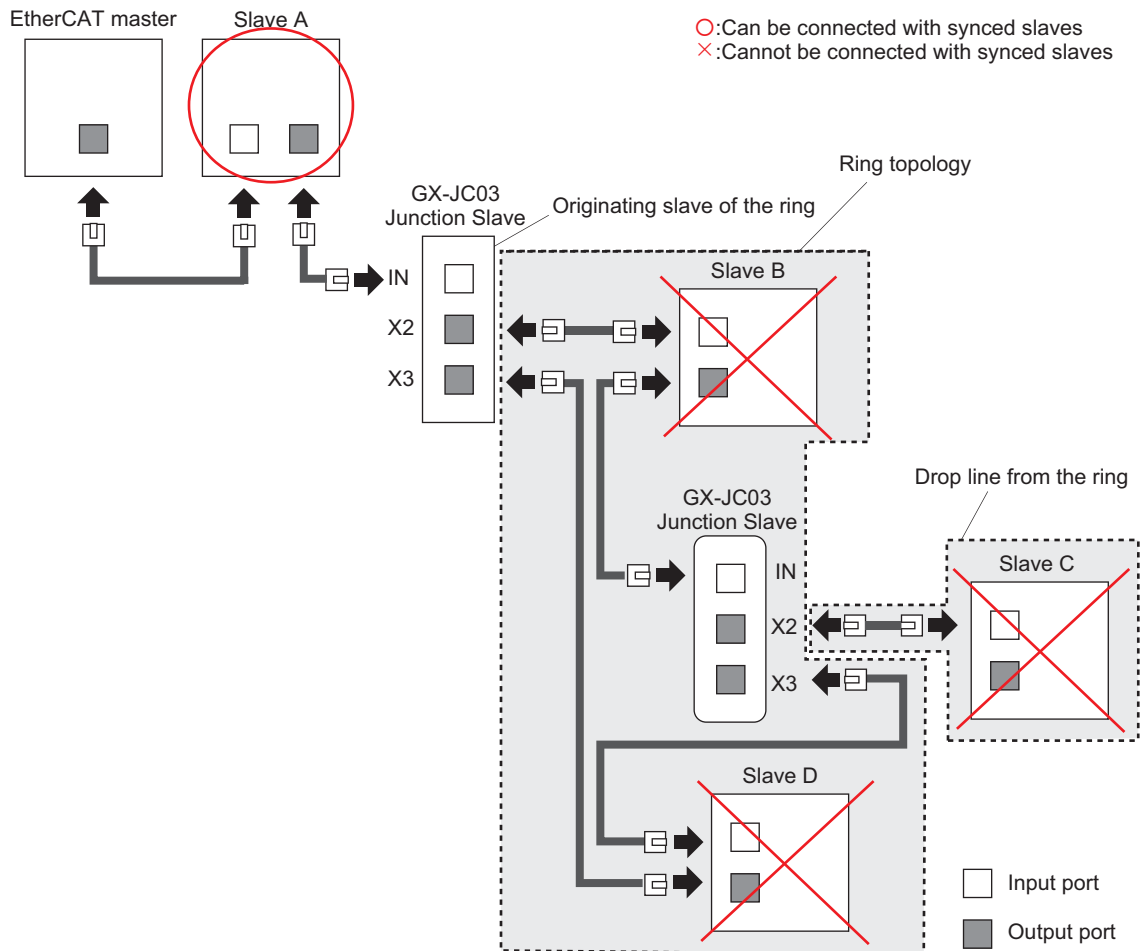 EtherCAT master
Slave A
○:Can be connected with synced slaves
×:Cannot be connected with synced slaves
Ring topology
GX-JC03
Junction Slave
Originating slave of the ring
IN
X2
X3
Slave B
Drop line from the ring
GX-JC03
Junction Slave
IN
X2
X3
Slave C
Slave D
Input port
Output port